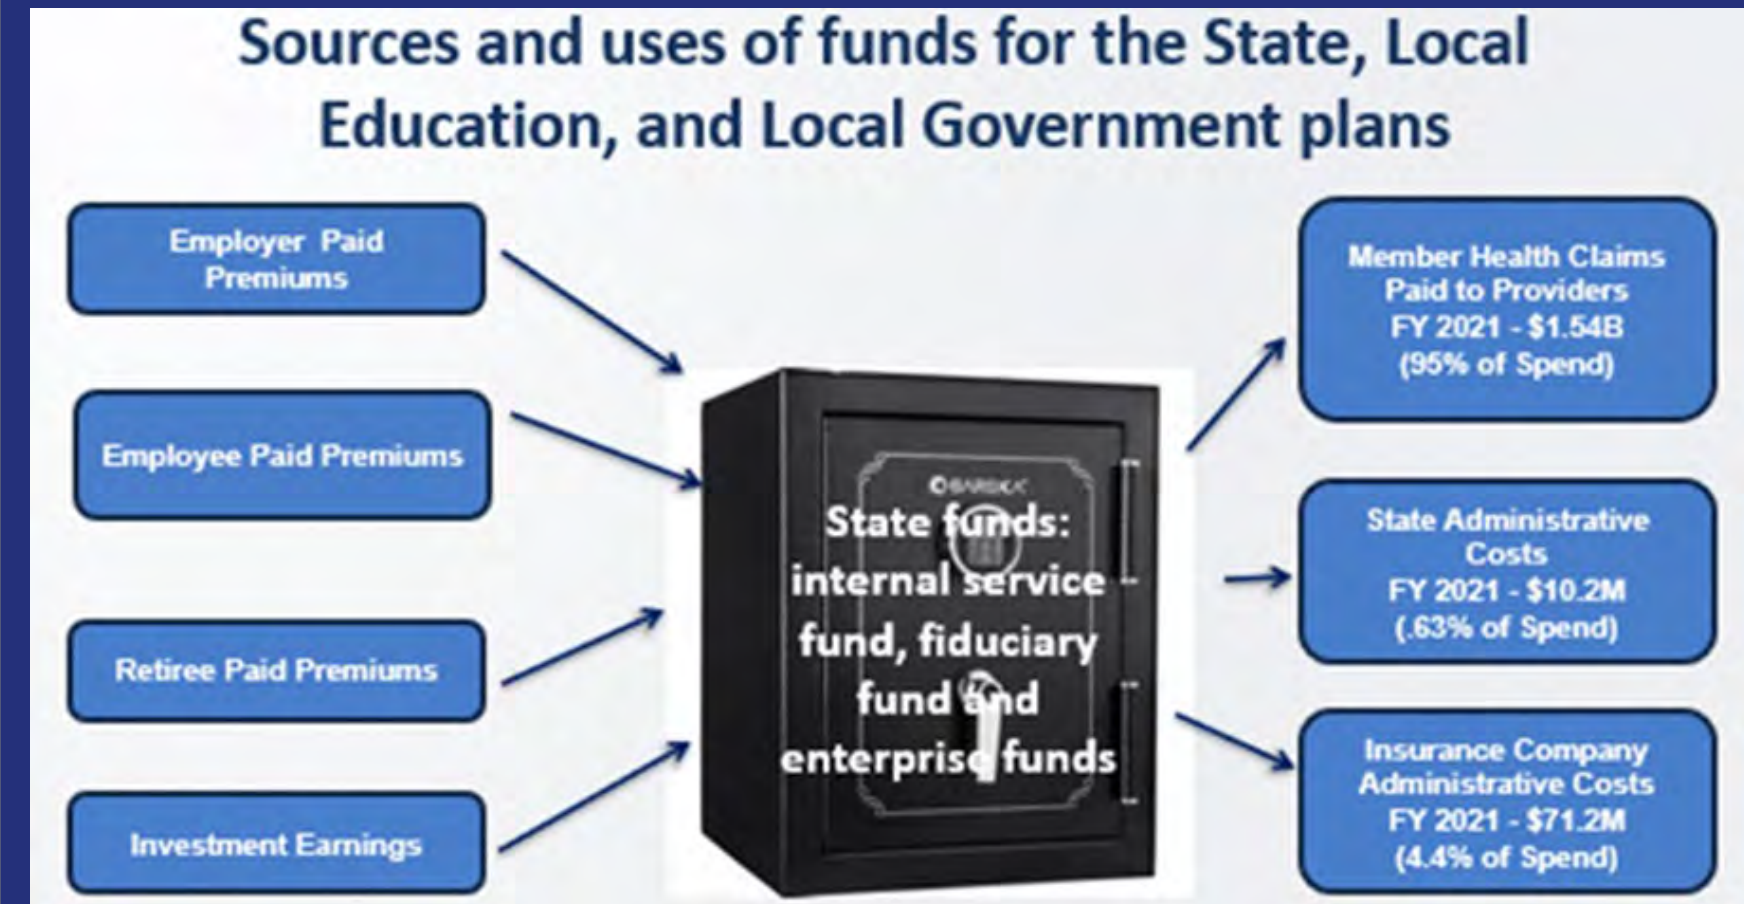 Sources and uses of funds for the State, Local
Education, and Local Government plans
Employer Paid
Premiums
Employee Paid Premiums
Retiree Paid Premiums
Investment Earnings
BARSKA
State funds:
internal service
fund, fiduciary
fund and
enterprise funds
Member Health Claims
Paid to Providers
FY 2021 - $1.54B
(95% of Spend)
State Administrative
Costs
FY 2021 - $10.2M
(.63% of Spend)
Insurance Company
Administrative Costs
FY 2021 - $71.2M
(4.4% of Spend)